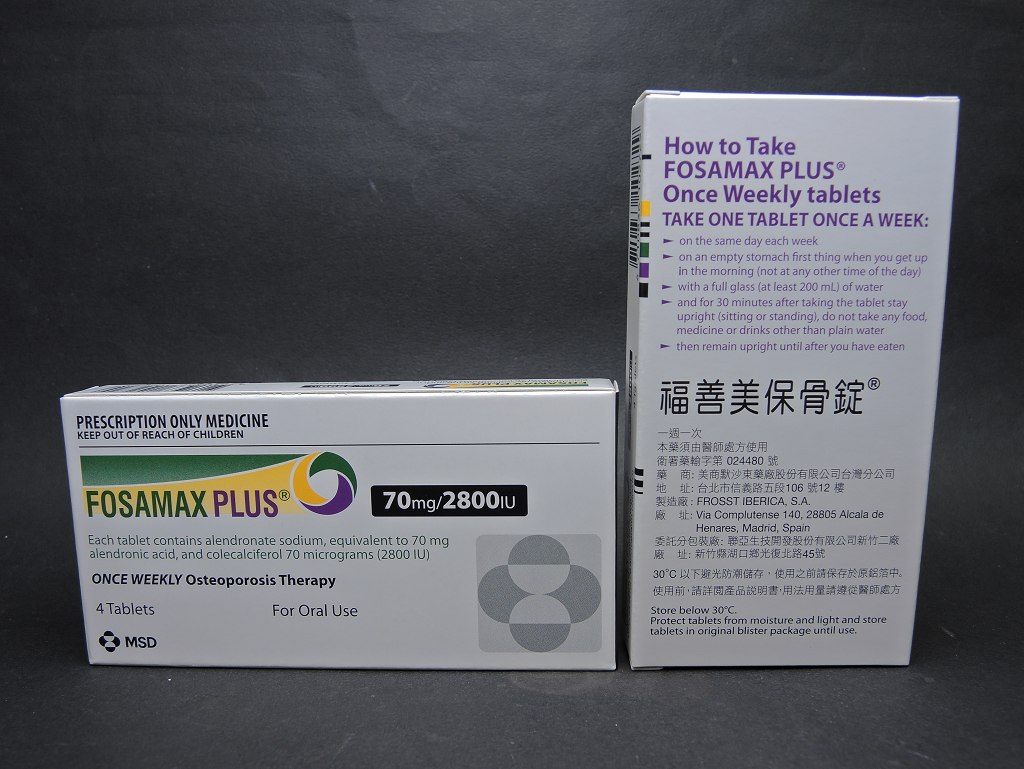 PRESCRIPTION ONLY MEDICINE
KEEP OUT OF REACH OF CHILDREN
FOSAMAX PLUS®
70mg/2800IU
Each tablet contains alendronate sodium, equivalent to 70 mg
alendronic acid, and colecalciferol 70 micrograms (2800 IU)
ONCE WEEKLY Osteoporosis Therapy
4 Tablets
For Oral Use
MSD
How to Take
FOSAMAX PLUS®
Once Weekly tablets
TAKE ONE TABLET ONCE A WEEK:
► on the same day each week
► on an empty stomach first thing when you get up
in the morning (not at any other time of the day)
► with a full glass (at least 200 mL) of water
► and for 30 minutes after taking the tablet stay
upright (sitting or standing), do not take any food,
medicine or drinks other than plain water
► then remain upright until after you have eaten
福善美保骨錠®
一週一次
本藥須由醫師處方使用
衛署藥輸字第 024480 號
藥 商: 美商默沙東藥廠股份有限公司台灣分公司
地 址: 台北市信義路五段106 號12 樓
製造廠: FROSST IBERICA, S.A.
廠 址: Via Complutense 140, 28805 Alcala de
Henares, Madrid, Spain
委託分包裝廠: 聯亞生技開發股份有限公司新竹二廠
廠 址: 新竹縣湖口鄉光復北路45號
30°C 以下避光防潮儲存，使用之前請保存於原鋁箔中。
使用前,請詳閱產品說明書,用法用量請遵從醫師處方
Store below 30°C.
Protect tablets from moisture and light and store
tablets in original blister package until use.